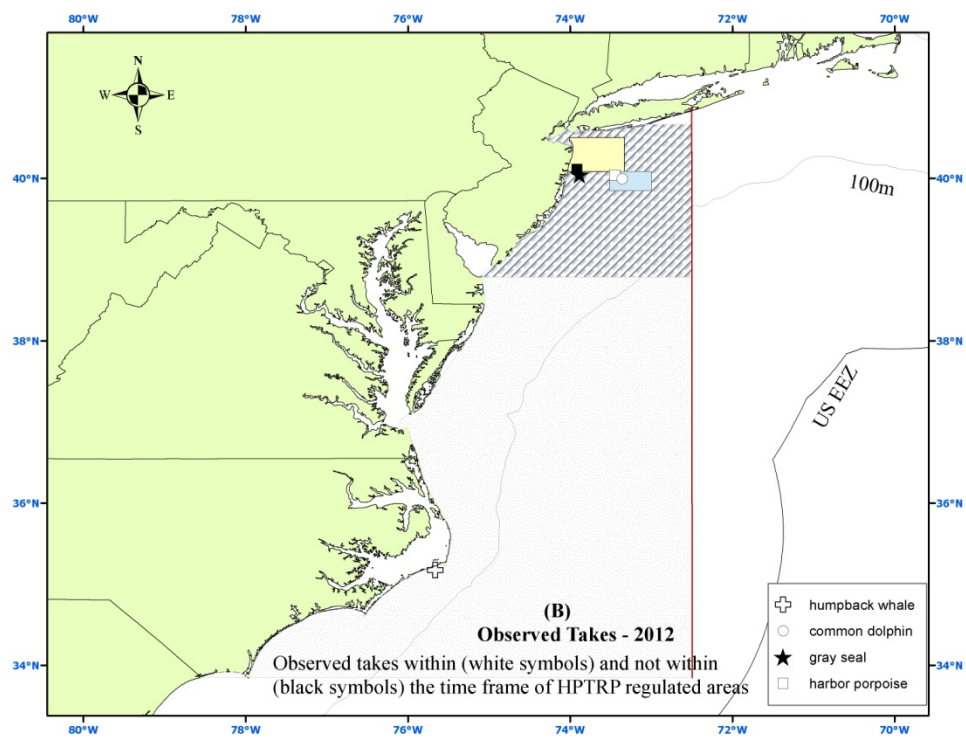 80°W 78°W 76°W 74°W 72°W 70°W
N
W E
S
40°N 40°N
100m
38°N 38°N
US EEZ
36°N 36°N
34°N 34°N
(B)
Observed Takes - 2012
Observed takes within (white symbols) and not within
(black symbols) the time frame of HPTRP regulated areas
humpback whale
common dolphin
gray seal
harbor porpoise
80°W 78°W 76°W 74°W 72°W 70°W